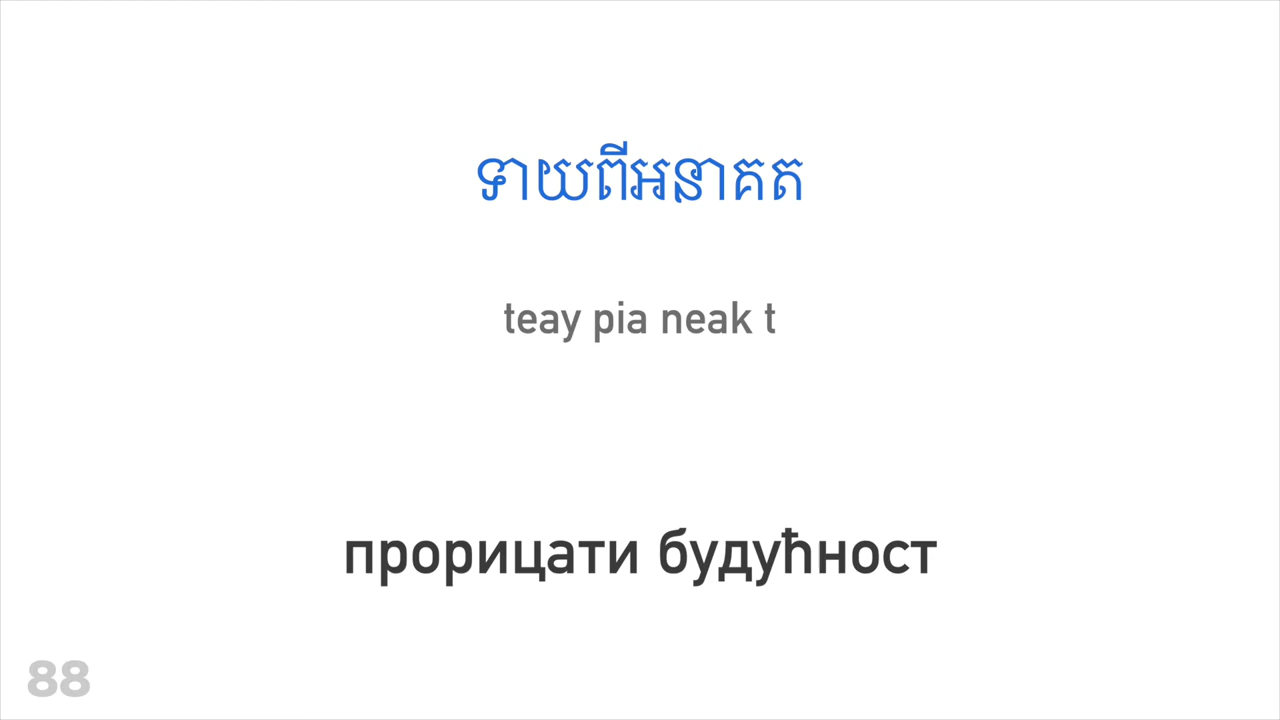 ទាយពីអនាគត
teay pia neak t
прорицати будућност
88